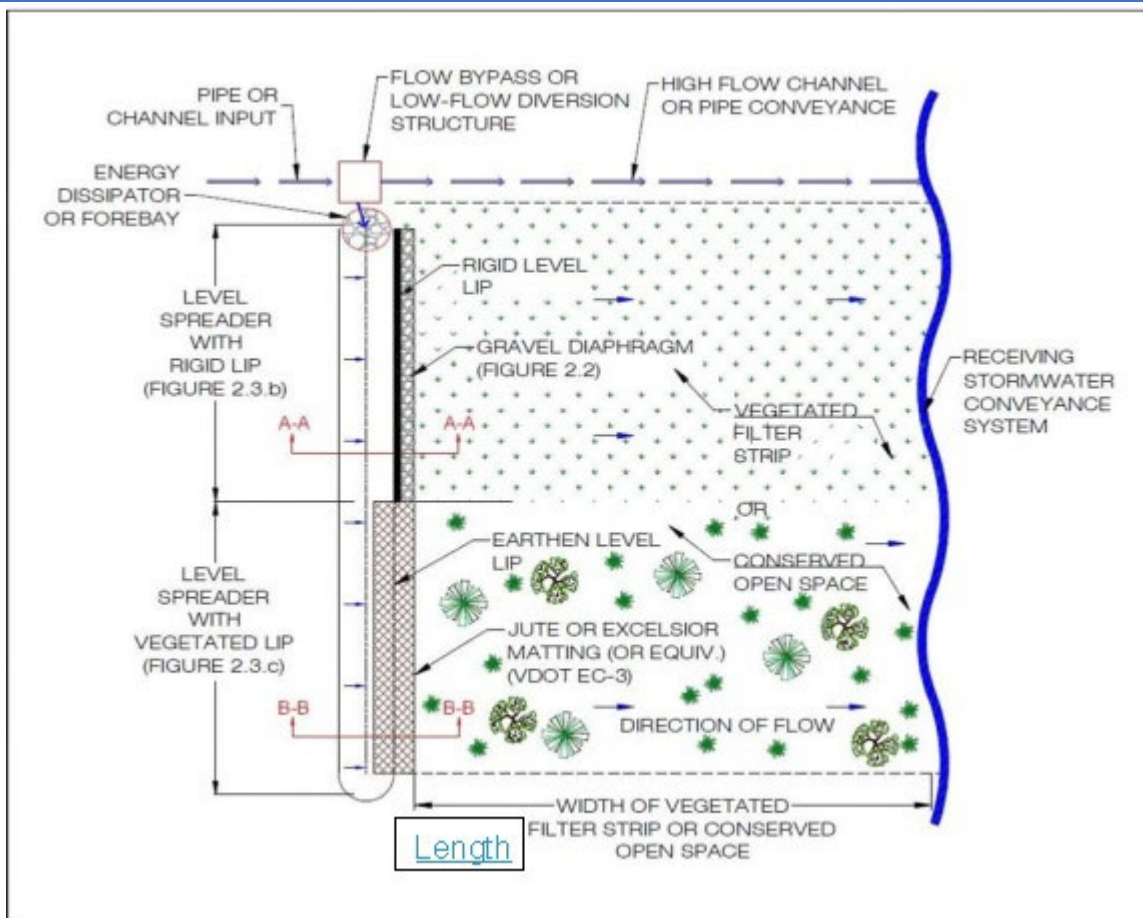 FLOW BYPASS OR
LOW-FLOW DIVERSION
STRUCTURE
HIGH FLOW CHANNEL
OR PIPE CONVEYANCE
PIPE OR
CHANNEL INPUT
ENERGY
DISSIPATOR
OR FOREBAY
RIGID LEVEL
LIP
LEVEL
SPREADER
WITH
RIGID LIP
(FIGURE 2.3.b)
GRAVEL DIAPHRAGM
(FIGURE 2.2)
RECEIVING
STORMWATER
CONVEYANCE
SYSTEM
VEGETATED
FILTER
STRIP
A-A
A-A
OR
EARTHEN LEVEL
LIP
CONSERVED
OPEN SPACE
LEVEL
SPREADER
WITH
VEGETATED LIP
(FIGURE 2.3.c)
JUTE OR EXCELSIOR
MATTING (OR EQUIV.)
(VDOT EC-3)
B-B
B-B
DIRECTION OF FLOW
WIDTH OF VEGETATED
FILTER STRIP OR CONSERVED
OPEN SPACE
Length